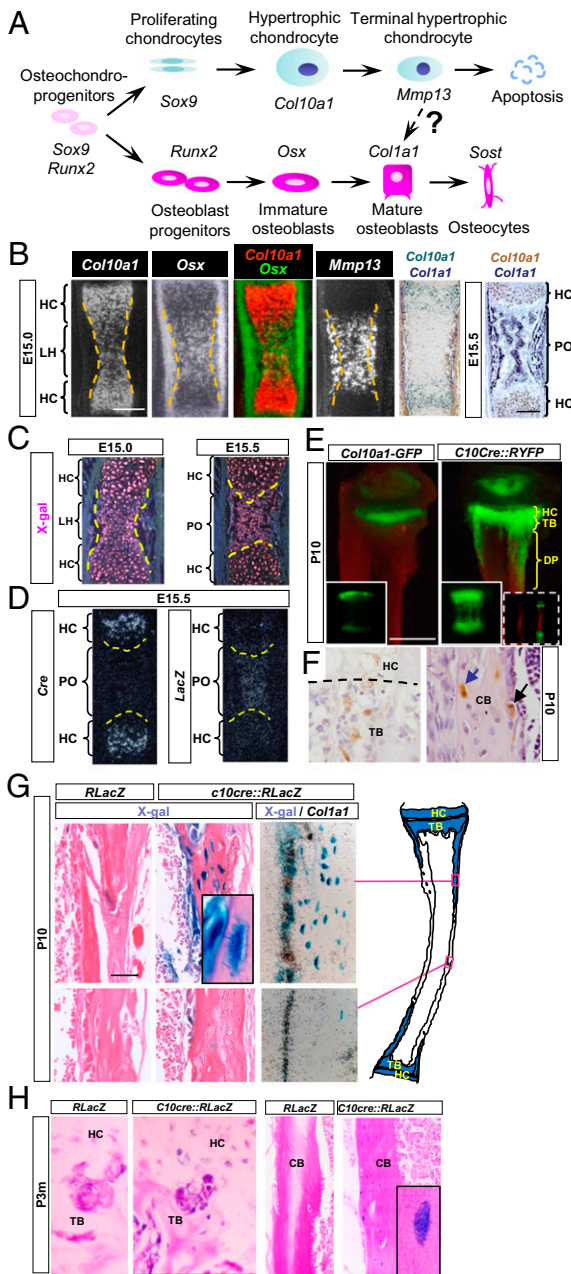 A
Proliferating chondrocytes
Hypertrophic chondrocyte
Terminal hypertrophic chondrocyte
Osteochondro-
progenitors
Sox9
Col10a1
Mmp13
Apoptosis
Sox9
Runx2
?
Runx2
Osx
Col1a1
Sost
Osteoblast progenitors
Immature osteoblasts
Mature osteoblasts
Osteocytes
B
Col10a1
Osx
Col10a1
Osx
Mmp13
Col10a1
Col1a1
Col10a1
Col1a1
E15.0
HC
LH
HC
E15.5
HC
PO
HC
C
E15.0
E15.5
X-gal
HC
LH
HC
HC
PO
HC
D
E15.5
Cre
HC
PO
HC
LacZ
HC
PO
HC
E
Col10a1-GFP
C10Cre::RYFP
P10
HC
TB
DP
F
HC
TB
CB
P10
G
RLacZ
c10cre::RLacZ
X-gal
X-gal / Col1a1
P10
HC
TB
TB
HC
H
RLacZ
C10cre::RLacZ
RLacZ
C10cre::RLacZ
P3m
HC
TB
HC
TB
CB
CB